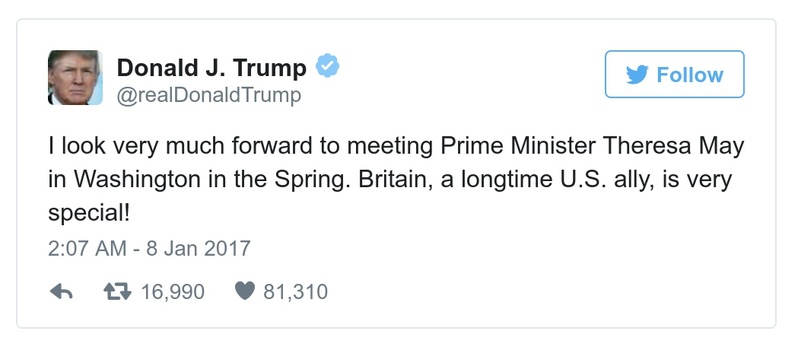 Donald J. Trump
@realDonaldTrump
Follow
I look very much forward to meeting Prime Minister Theresa May
in Washington in the Spring. Britain, a longtime U.S. ally, is very
special!
2:07 AM - 8 Jan 2017
16,990 81,310